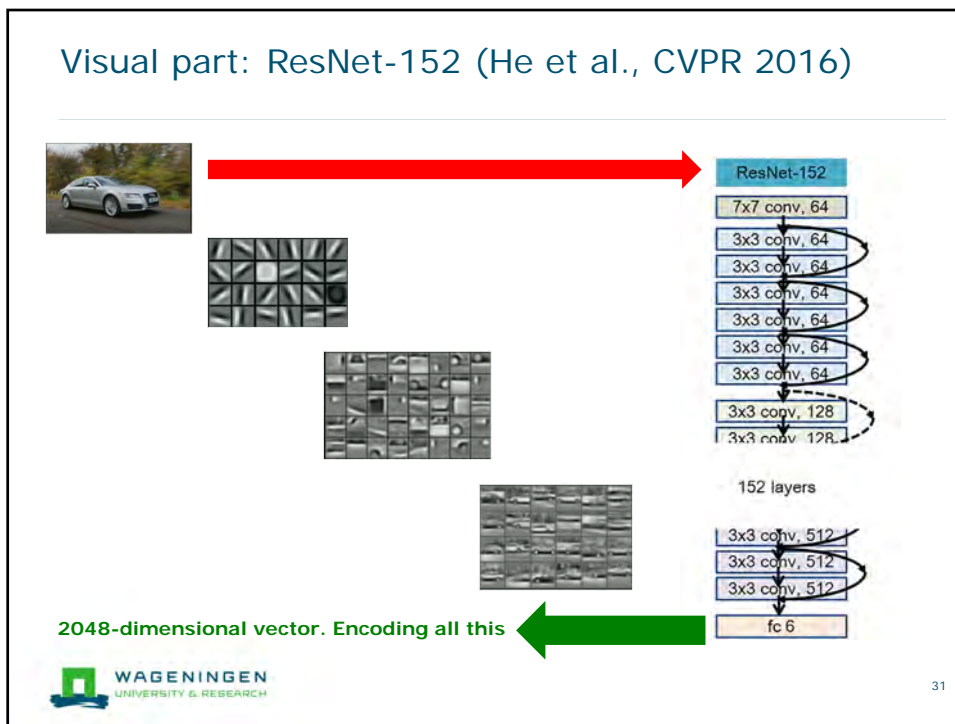 Visual part: ResNet-152 (He et al., CVPR 2016)
ResNet-152
7x7 conv, 64
3x3 conv, 64
3x3 conv, 64
3x3 conv, 64
3x3 conv, 64
3x3 conv, 64
3x3 conv, 64
3x3 conv, 128
3x3 conv, 128
152 layers
3x3 conv, 512
3x3 conv, 512
3x3 conv, 512
2048-dimensional vector. Encoding all this
fc 6
WAGENINGEN
UNIVERSITY & RESEARCH
31